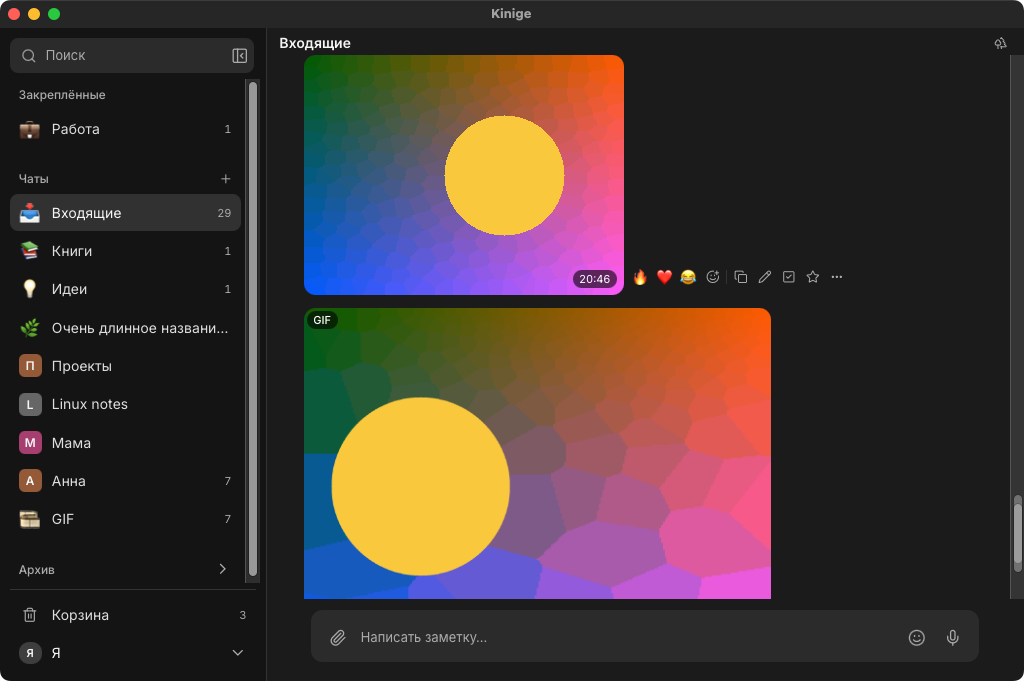 Kinige
Поиск
Входящие
Закреплённые
Работа 1
Чаты
Входящие 29
Книги 1
Идеи 1
Очень длинное названи...
П Проекты
L Linux notes
М Мама
А Анна 7
GIF 7
Архив
Корзина 3
Я Я
20:46
GIF
Написать заметку...